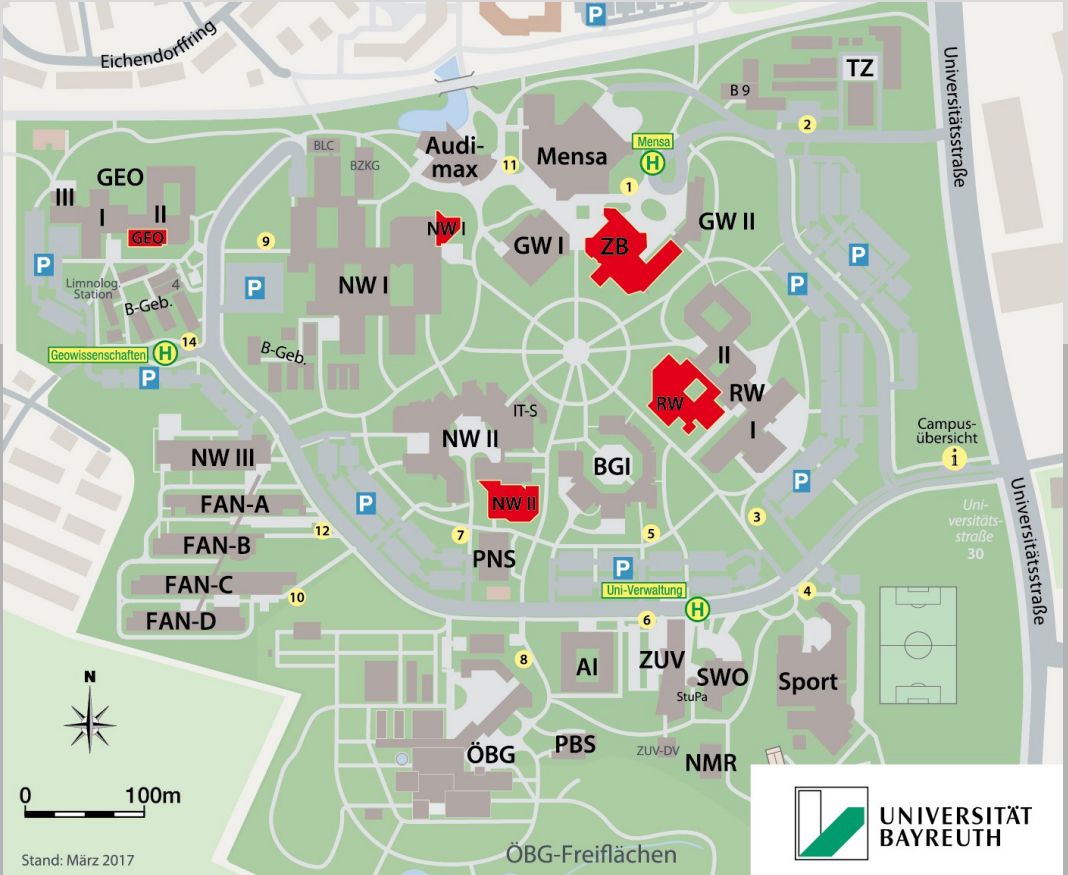 P
Eichendorffring
TZ
B 9
Universitätsstraße
2
Mensa
H
BLC
BZKG
Audi-
max
11
Mensa
1
GEO
III
I
II
GEO
NW I
GW I
ZB
GW II
9
P
P
P
P
Limnolog.
Station
4
B-Geb.
NW I
14
Geowissenschaften
H
P
B-Geb.
II
RW
RW
I
IT-S
NW II
BGI
Campus-
übersicht
i
NW III
P
P
NW II
FAN-A
3
Uni-
versitäts-
straße
30
Universitätsstraße
12
7
5
FAN-B
PNS
P
FAN-C
10
Uni-Verwaltung
H
4
FAN-D
6
N
8
AI
ZUV
SWO
StuPa
Sport
ÖBG
PBS
ZUV-DV
NMR
0
100m
UNIVERSITÄT
BAYREUTH
Stand: März 2017
ÖBG-Freiflächen